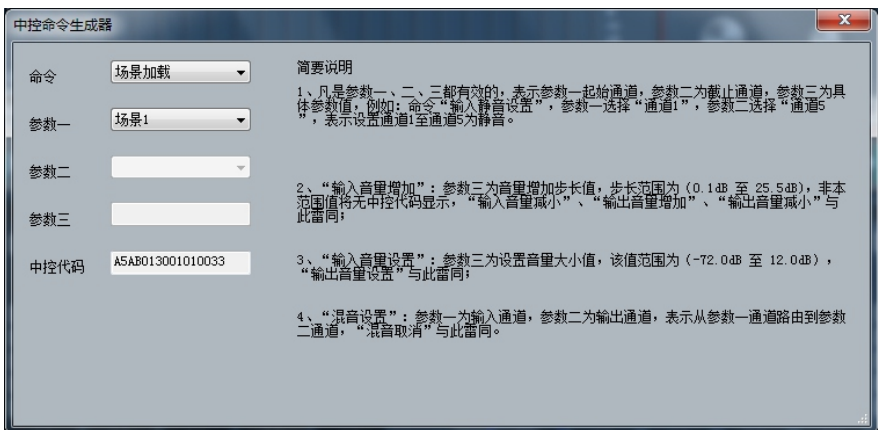 中控命令生成器
命令
场景加载
参数一
场景1
参数二
参数三
中控代码
A5AB013001010033
简要说明
1、凡是参数一、二、三都有效的，表示参数一起始通道，参数二为截止通道，参数三为具
体参数值，例如：命令“输入静音设置”，参数一选择“通道1”，参数二选择“通道5
”，表示设置通道1至通道5为静音。
2、“输入音量增加”：参数三为音量增加步长值，步长范围为（0.1dB 至 25.5dB），非本
范围值将无中控代码显示，“输入音量减小”、“输出音量增加”、“输出音量减小”与
此雷同；
3、“输入音量设置”：参数三为设置音量大小值，该值范围为（-72.0dB 至 12.0dB），
“输出音量设置”与此雷同；
4、“混音设置”：参数一为输入通道，参数二为输出通道，表示从参数一通道路由到参数
二通道，“混音取消”与此雷同。